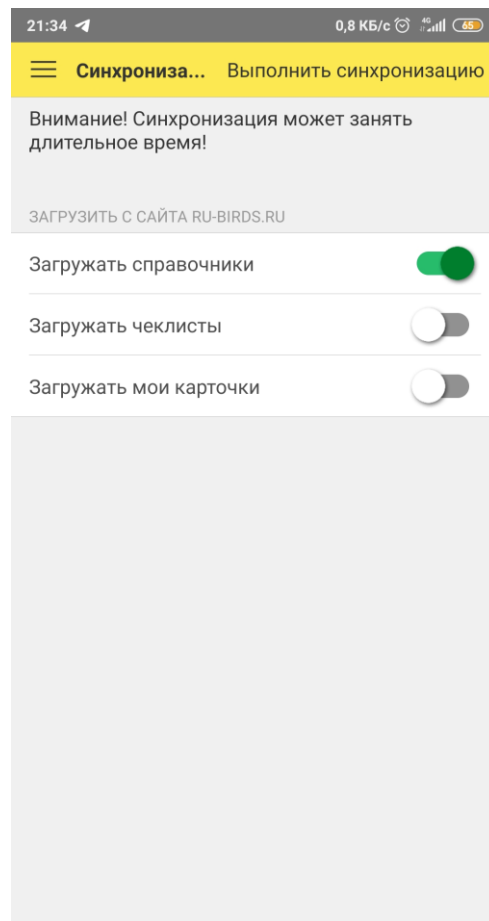 21:34 0,8 КБ/с 4G 65
Синхрониза... Выполнить синхронизацию
Внимание! Синхронизация может занять
длительное время!
ЗАГРУЗИТЬ С САЙТА RU-BIRDS.RU
Загружать справочники
Загружать чеклисты
Загружать мои карточки